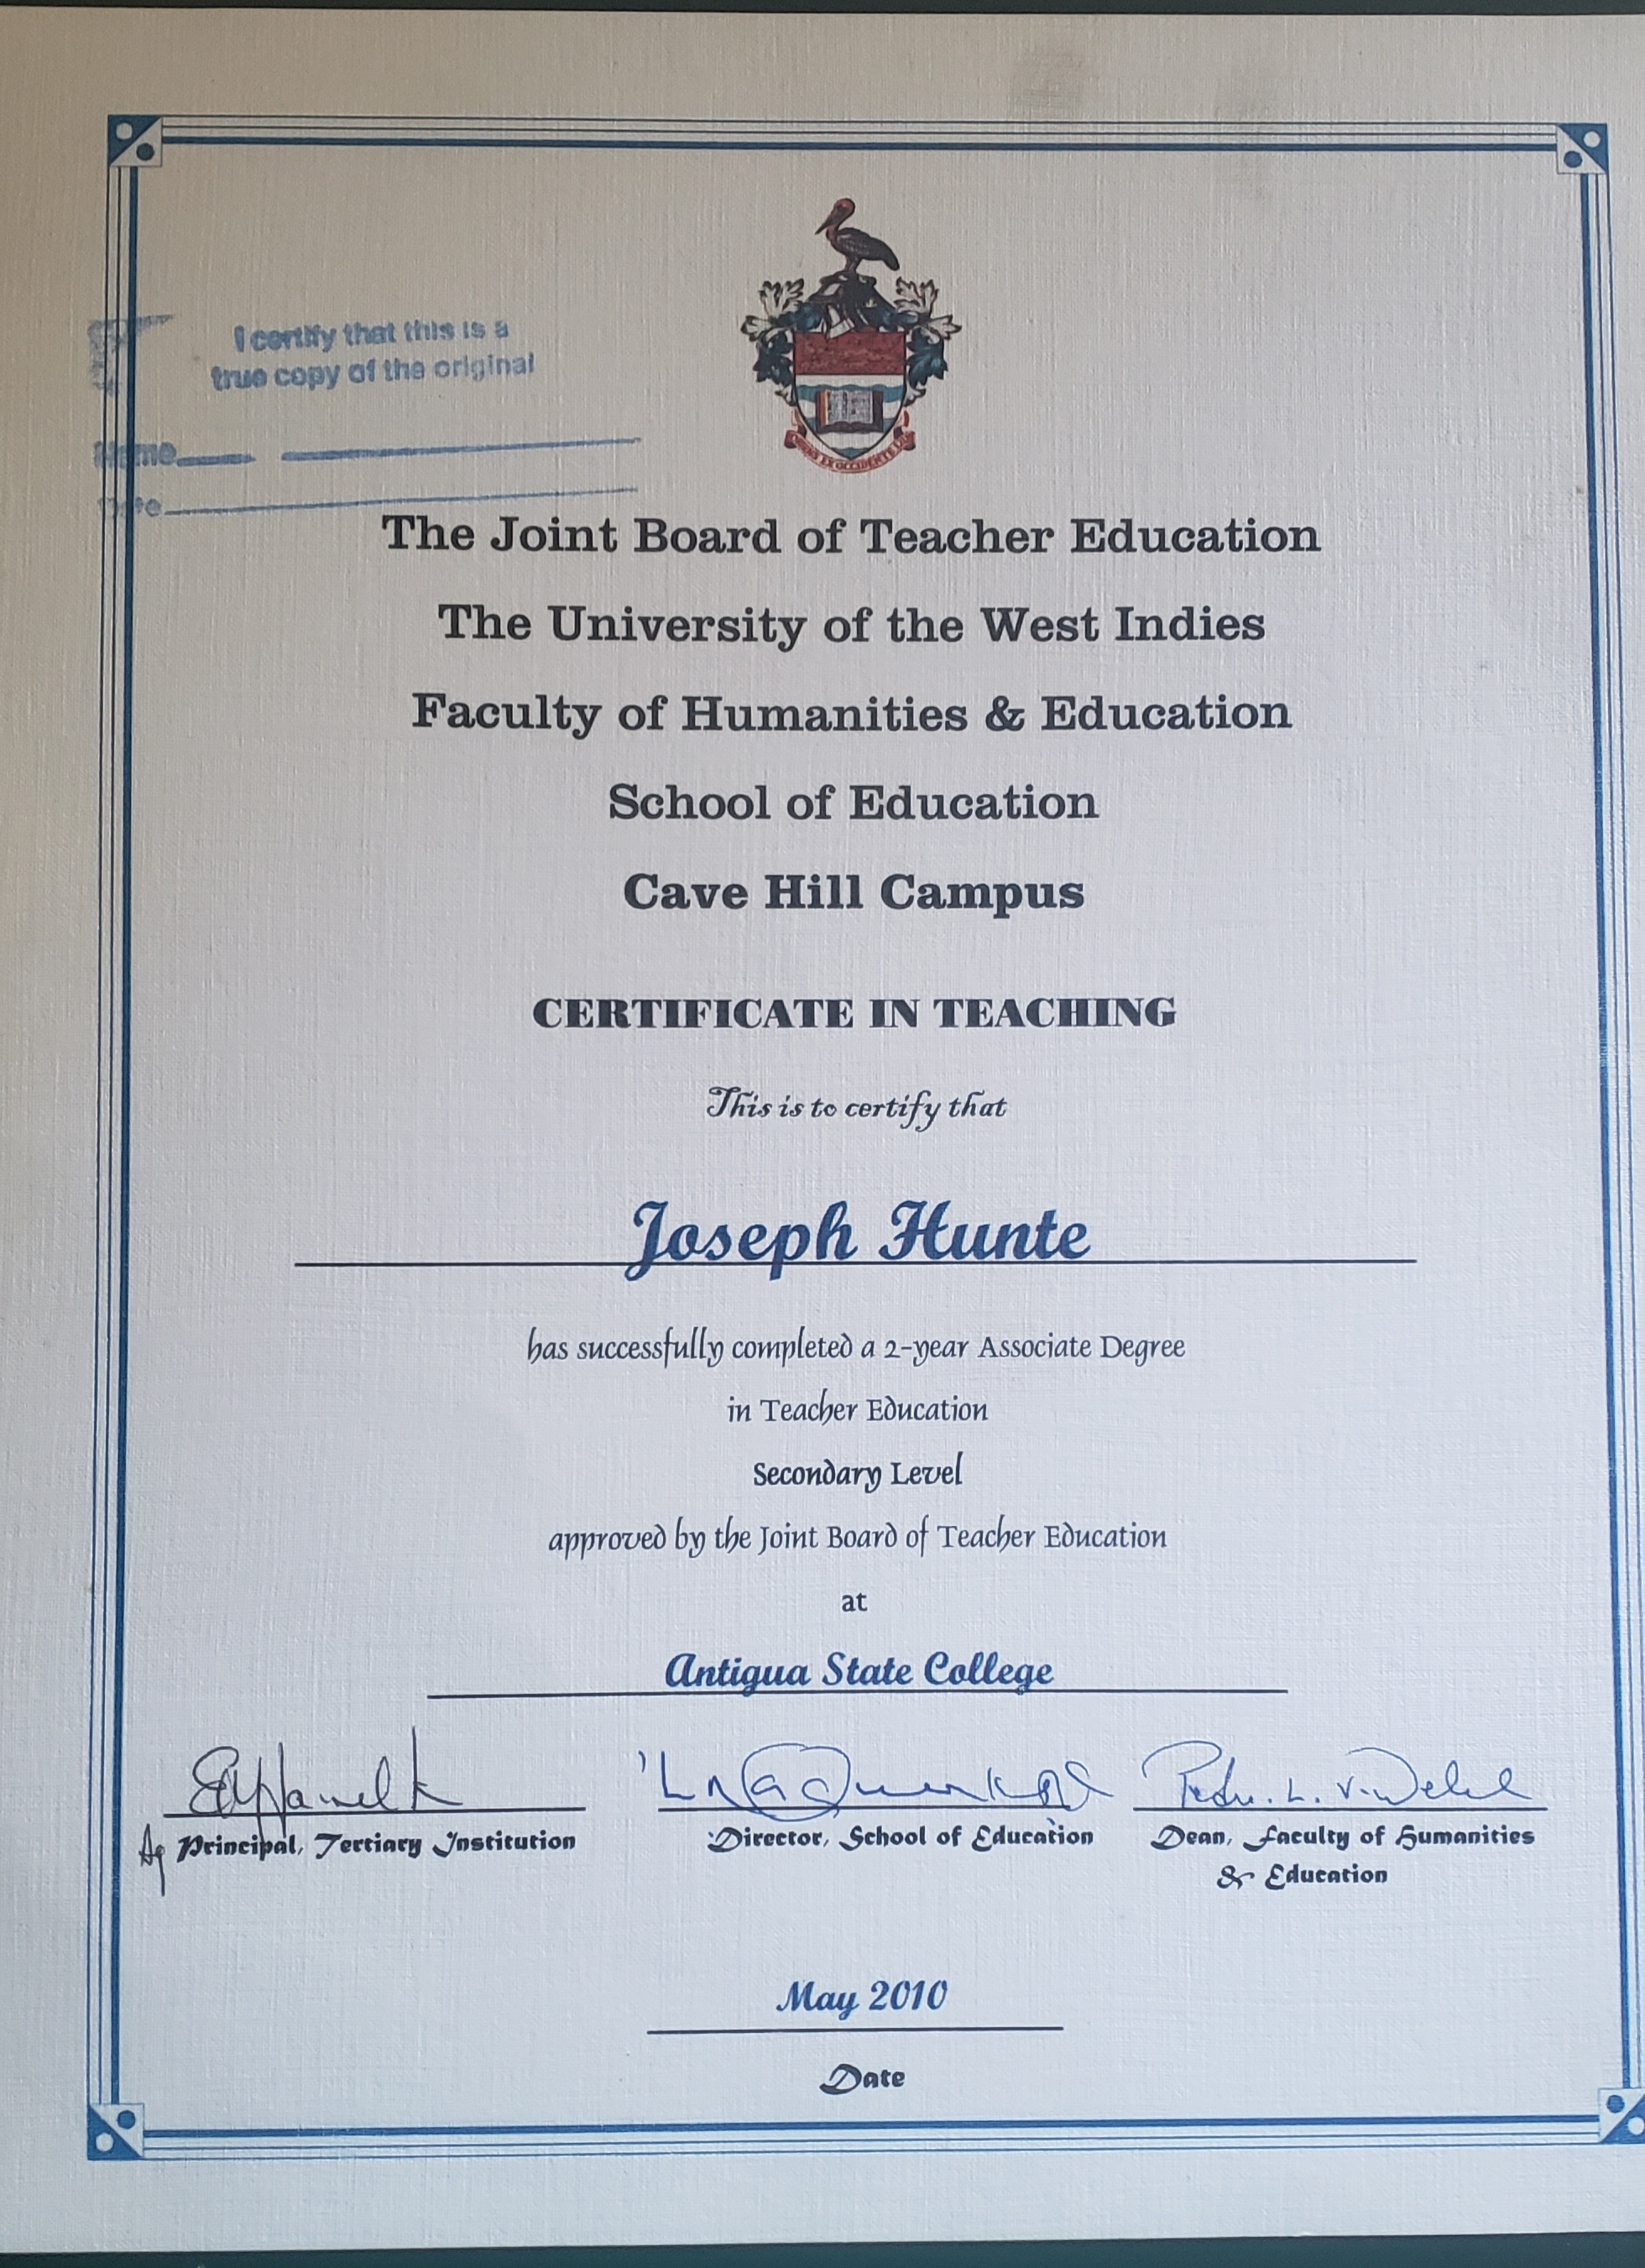 I certify that this is a
true copy of the original
Name
Date
The Joint Board of Teacher Education
The University of the West Indies
Faculty of Humanities & Education
School of Education
Cave Hill Campus
CERTIFICATE IN TEACHING
This is to certify that
Joseph Hunte
has successfully completed a 2-year Associate Degree
in Teacher Education
Secondary Level
approved by the Joint Board of Teacher Education
at
Antigua State College
Ag Principal, Tertiary Institution
Director, School of Education
Dean, Faculty of Humanities
& Education
May 2010
Date